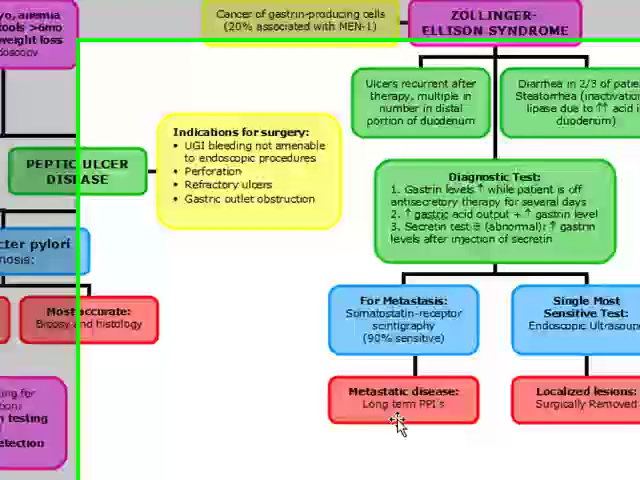 yo, anemia
tools >6mo
weight loss
doscopy
Cancer of gastrin-producing cells
(20% associated with MEN-1)
ZOLLINGER-
ELLISON SYNDROME
Ulcers recurrent after
therapy, multiple in
number in distal
portion of duodenum
Diarrhea in 2/3 of patie
Steatorrhea (inactivatio
lipase due to ↑↑ acid i
duodenum)
PEPTIC ULCER
DISEASE
Indications for surgery:
• UGI bleeding not amenable
to endoscopic procedures
• Perforation
• Refractory ulcers
• Gastric outlet obstruction
Diagnostic Test:
1. Gastrin levels ↑ while patient is off
antisecretory therapy for several days
2. ↑ gastric acid output + ↑ gastrin level
3. Secretin test (abnormal): ↑ gastrin
levels after injection of secretin
cter pylori
nosis:
Most accurate:
Biopsy and histology
For Metastasis:
Somatostatin-receptor
scintigraphy
(90% sensitive)
Single Most
Sensitive Test:
Endoscopic Ultrasoun
Metastatic disease:
Long term PPI's
Localized lesions:
Surgically Removed
ing for
tion:
n testing
etection